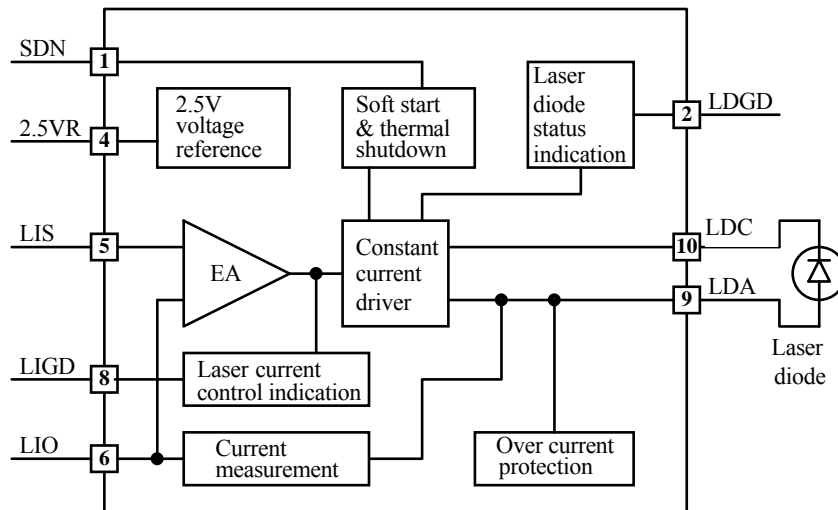 SDN
1
2.5VR
4
2.5V
voltage
reference
Soft start
& thermal
shutdown
Laser
diode
status
indication
2
LDGD
LIS
5
EA
Constant
current
driver
10
LDC
9
LDA
Laser
diode
LIGD
8
Laser current
control indication
LIO
6
Current
measurement
Over current
protection